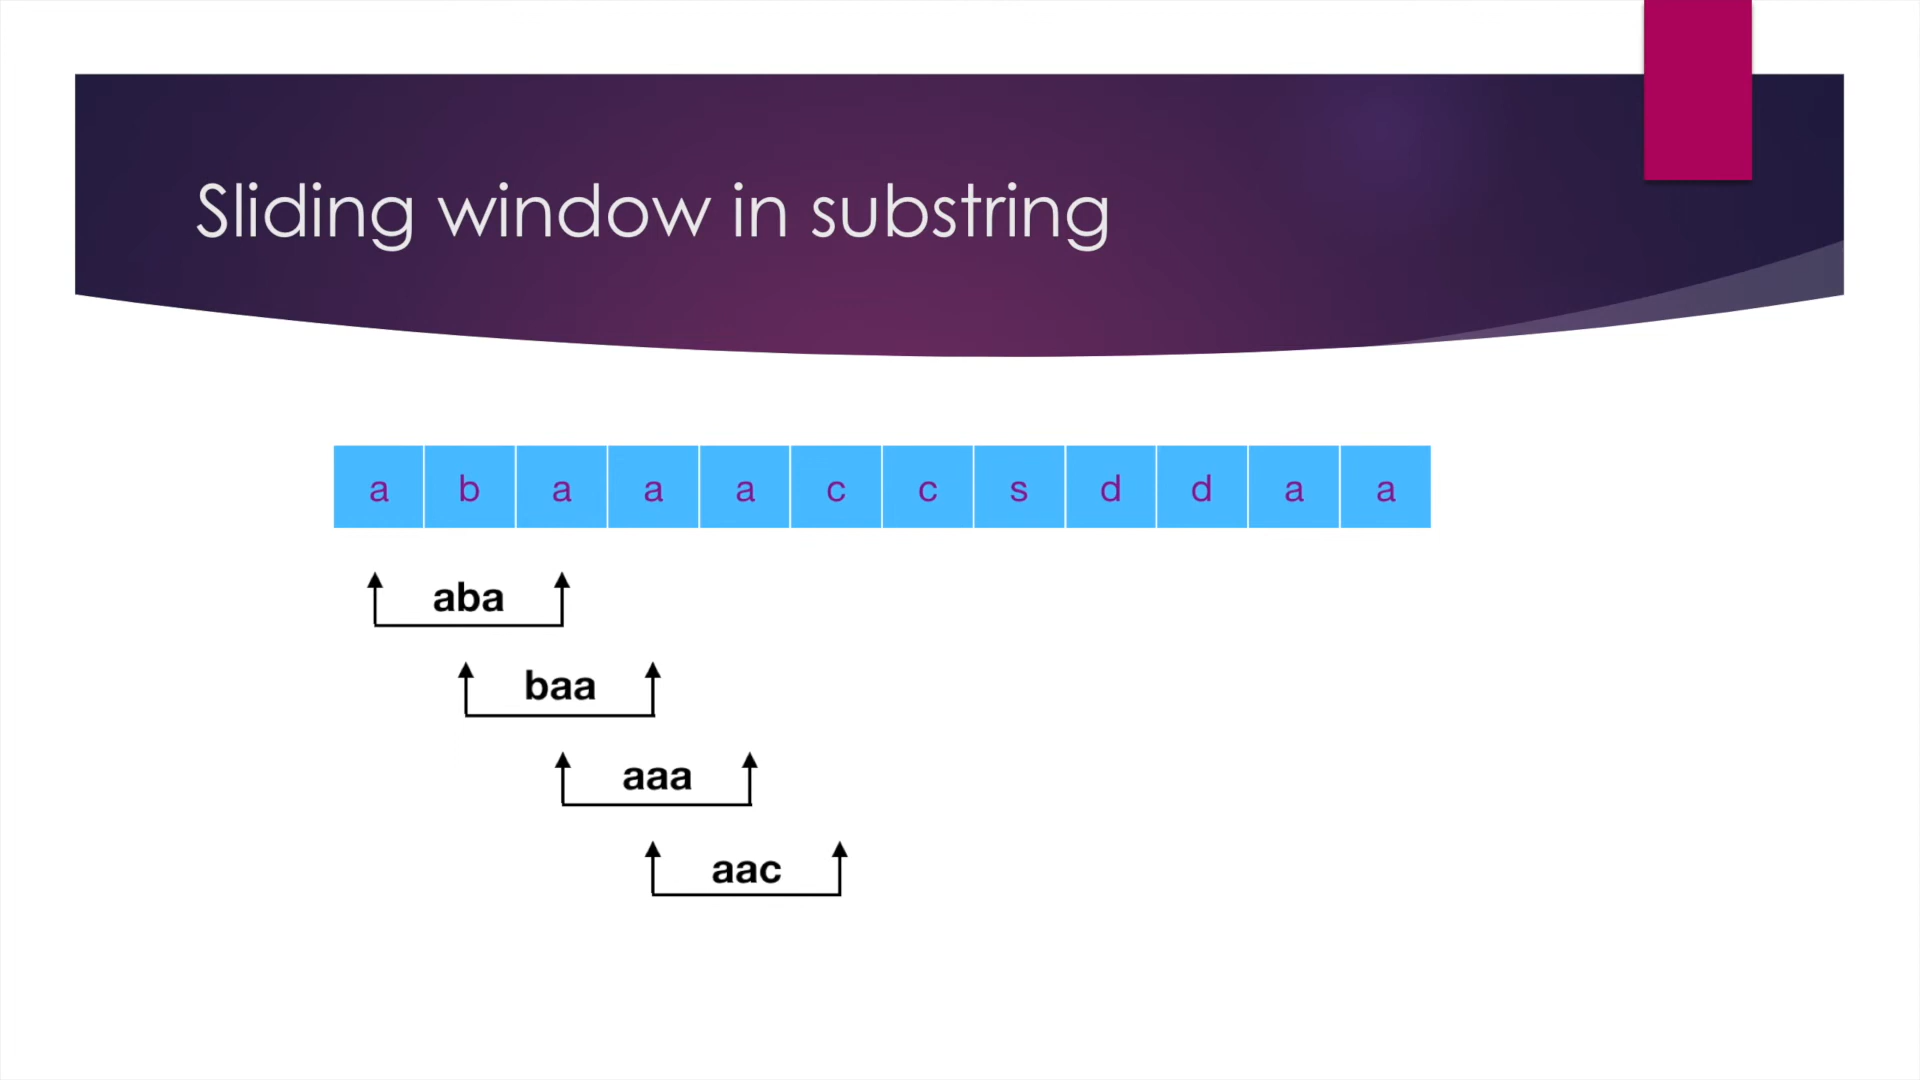 Sliding window in substring
a b a a a c c s d d a a
aba
baa
aaa
aac